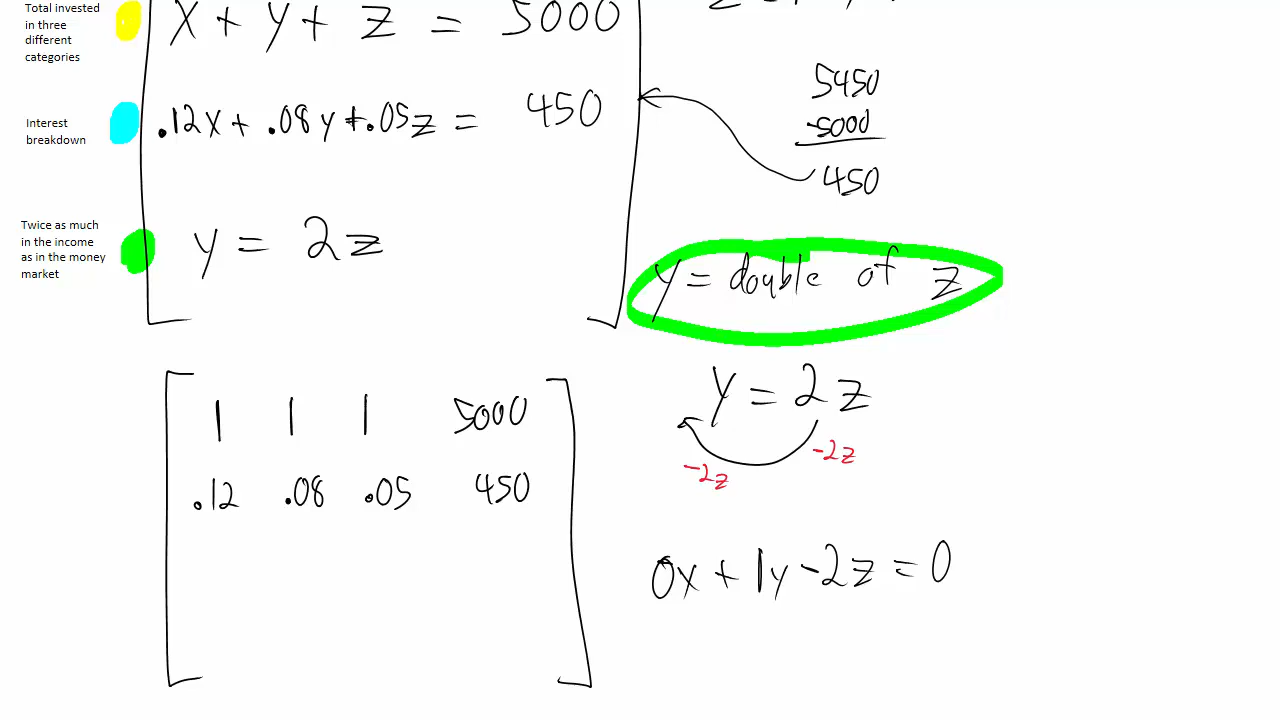 Total invested
in three
different
categories
x + y + z = 5000
5450
-5000
450
Interest
breakdown
.12x + .08y + .05z = 450
Twice as much
in the income
as in the money
market
y = 2z
y = double of z
y = 2z
-2z
-2z
1 1 1 5000
.12 .08 .05 450
0x + 1y - 2z = 0